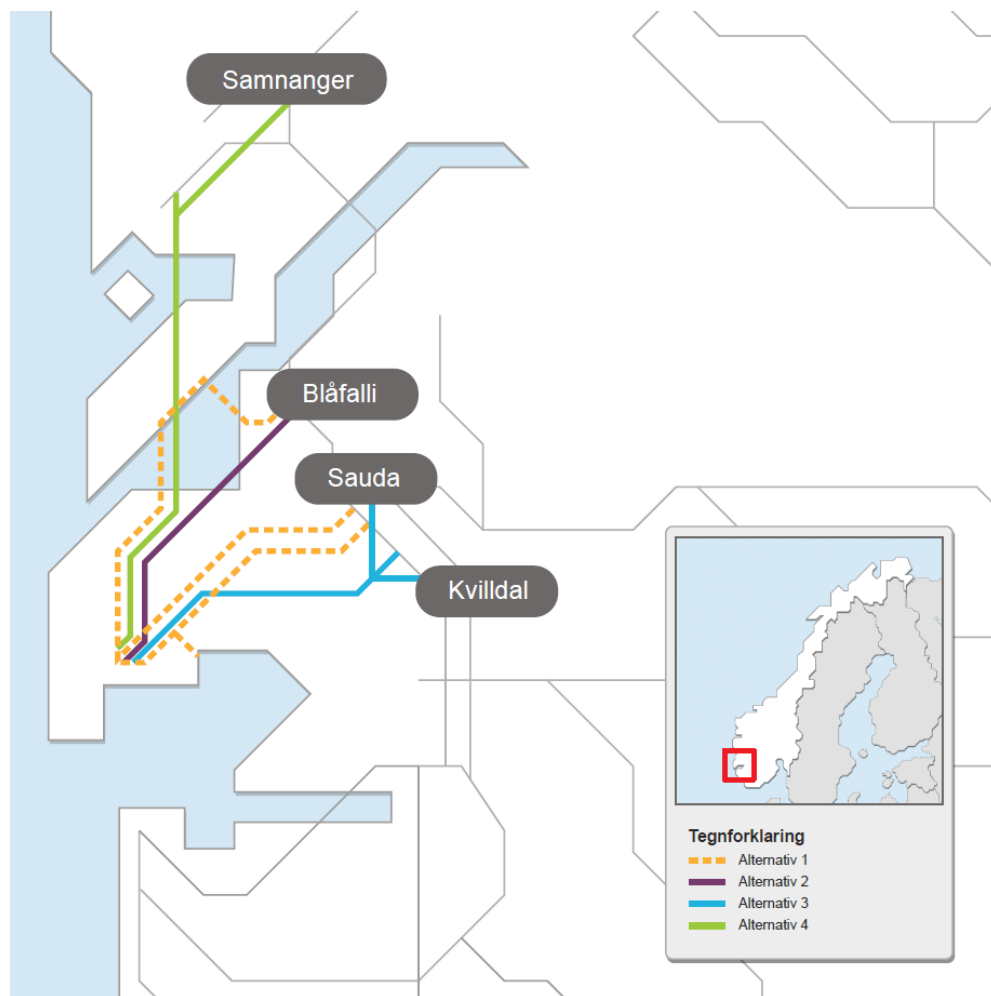 Samnanger
Blåfalli
Sauda
Kvilldal
Tegnforklaring
Alternativ 1
Alternativ 2
Alternativ 3
Alternativ 4